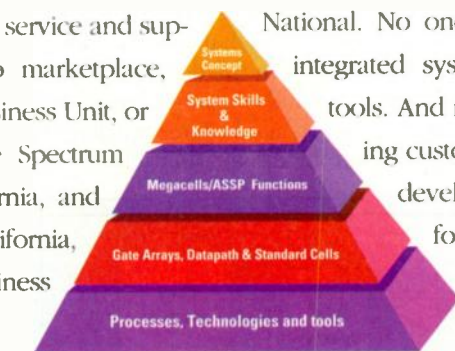 service and sup-
marketplace,
siness Unit, or
Spectrum
rnia, and
lifornia,
iness
Systems
Concept
System Skills
&
Knowledge
Megacells/ASSP Functions
Gate Arrays, Datapath & Standard Cells
Processes, Technologies and tools
National. No one
integrated sys
tools. And
ing custo
devel
fo